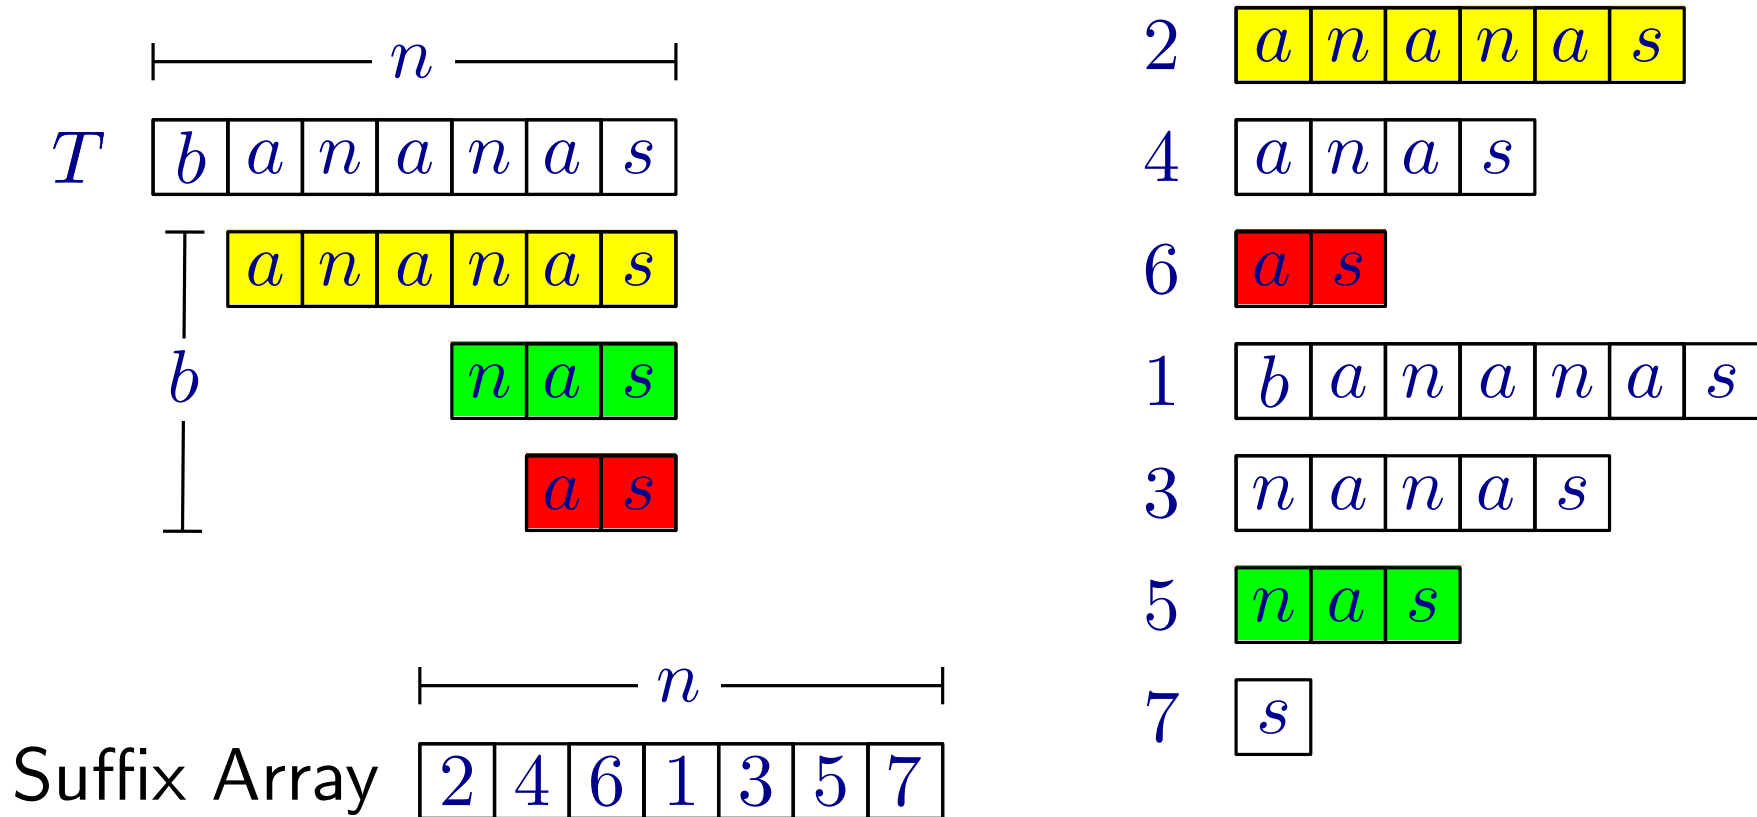 n
T b a n a n a s
a n a n a s
b
n a s
a s
n
Suffix Array 2 4 6 1 3 5 7
2 a n a n a s
4 a n a s
6 a s
1 b a n a n a s
3 n a n a s
5 n a s
7 s